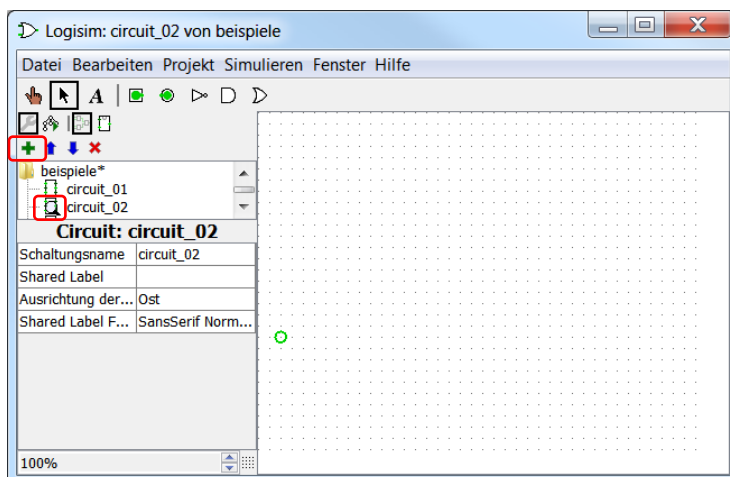 Logisim: circuit_02 von beispiele
Datei Bearbeiten Projekt Simulieren Fenster Hilfe
A
beispiele*
circuit_01
circuit_02
Circuit: circuit_02
Schaltungsname circuit_02
Shared Label
Ausrichtung der... Ost
Shared Label F... SansSerif Norm...
100%